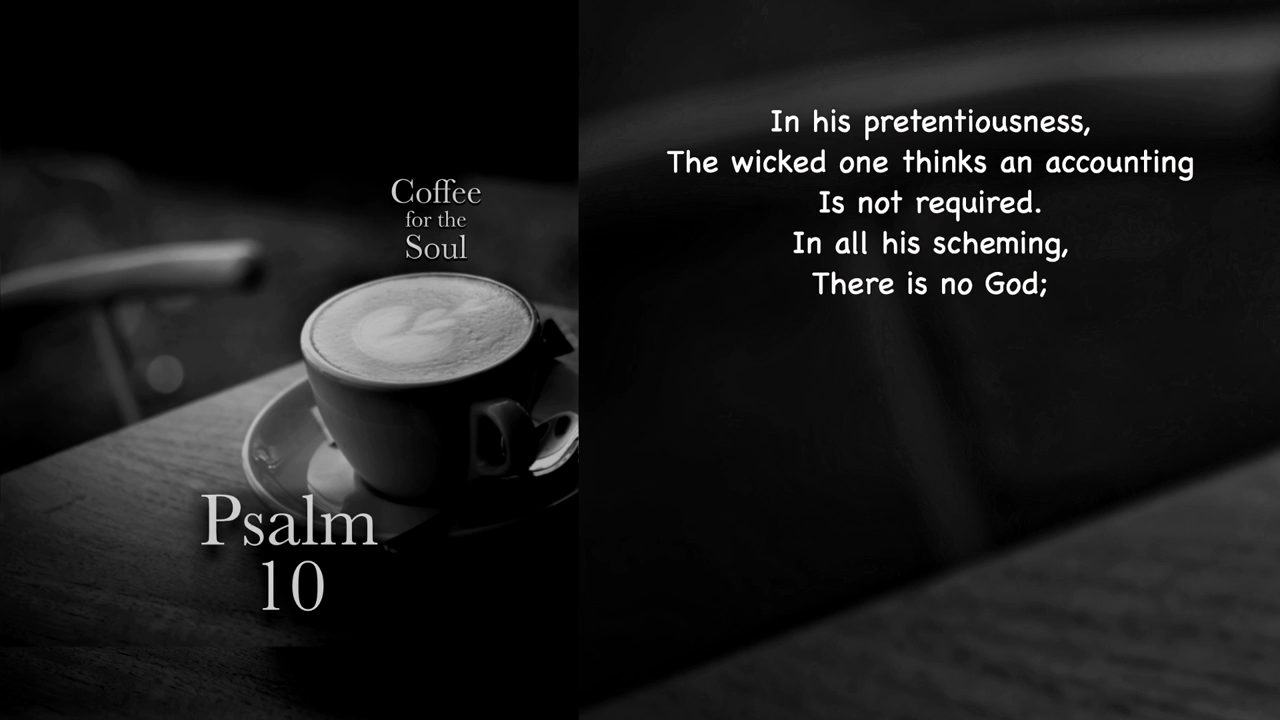 Coffee
for the
Soul
Psalm
10
In his pretentiousness,
The wicked one thinks an accounting
Is not required.
In all his scheming,
There is no God;